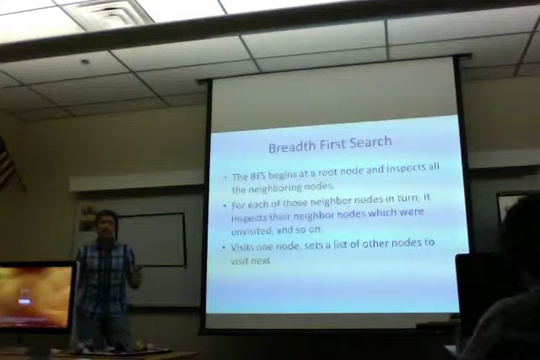 Breadth First Search
• The BFS begins at a root node and inspects all
the neighboring nodes.
• For each of those neighbor nodes in turn, it
inspects their neighbor nodes which were
unvisited, and so on.
• Visits one node, sets a list of other nodes to
visit next